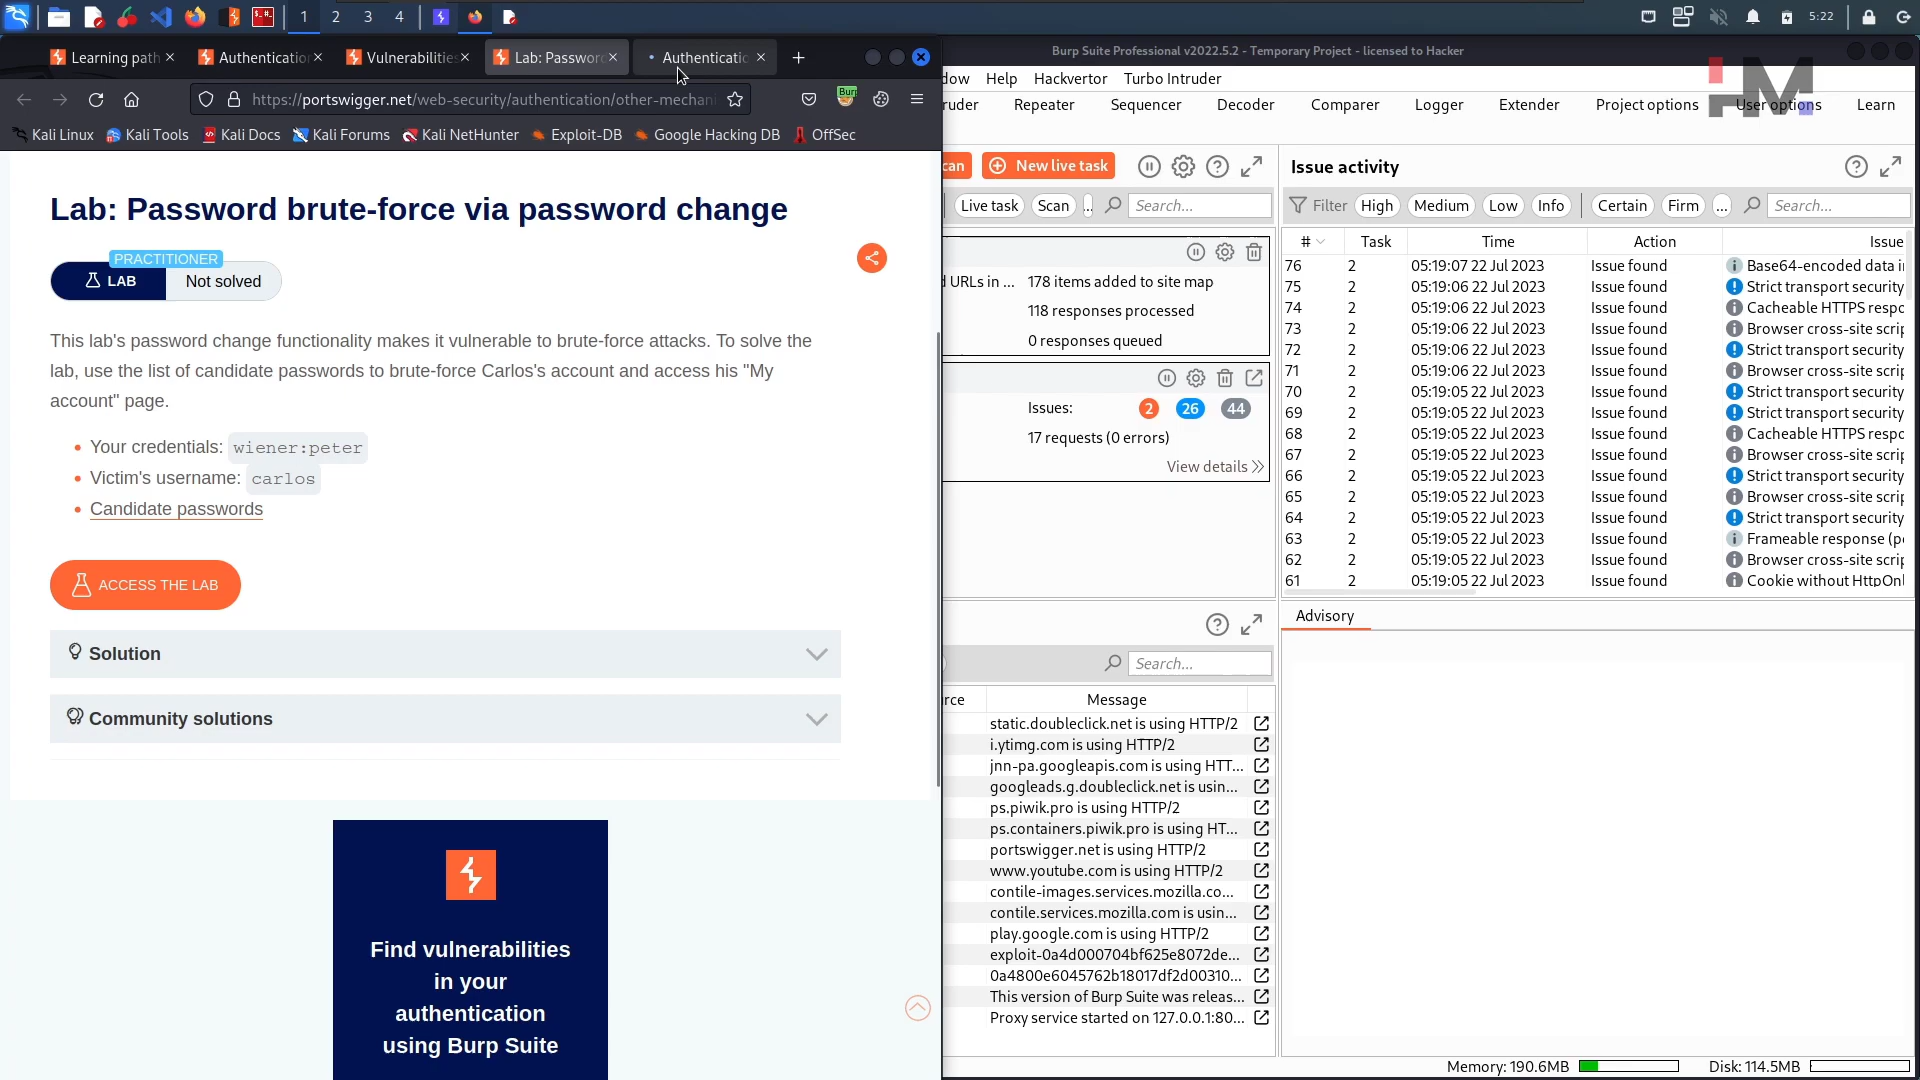 1 2 3 4
5:22
Learning path
Authentication
Vulnerabilities
Lab: Password
Authentication
Burp Suite Professional v2022.5.2 - Temporary Project - licensed to Hacker
https://portswigger.net/web-security/authentication/other-mechan
Kali Linux Kali Tools Kali Docs Kali Forums Kali NetHunter Exploit-DB Google Hacking DB OffSec
dow Help Hackvertor Turbo Intruder
ruder Repeater Sequencer Decoder Comparer Logger Extender Project options User options Learn
Lab: Password brute-force via password change
PRACTITIONER
LAB Not solved
This lab's password change functionality makes it vulnerable to brute-force attacks. To solve the
lab, use the list of candidate passwords to brute-force Carlos's account and access his "My
account" page.
Your credentials: wiener:peter
Victim's username: carlos
Candidate passwords
ACCESS THE LAB
Solution
Community solutions
Find vulnerabilities
in your
authentication
using Burp Suite
can New live task
Live task Scan ... Search...
d URLs in ... 178 items added to site map
118 responses processed
0 responses queued
Issues: 2 26 44
17 requests (0 errors)
View details
Search...
rce Message
static.doubleclick.net is using HTTP/2
i.ytimg.com is using HTTP/2
jnn-pa.googleapis.com is using HTT...
googleads.g.doubleclick.net is usin...
ps.piwik.pro is using HTTP/2
ps.containers.piwik.pro is using HT...
portswigger.net is using HTTP/2
www.youtube.com is using HTTP/2
contile-images.services.mozilla.co...
contile.services.mozilla.com is usin...
play.google.com is using HTTP/2
exploit-0a4d000704bf625e8072de...
0a4800e6045762b18017df2d00310...
This version of Burp Suite was releas...
Proxy service started on 127.0.0.1:80...
Issue activity
Filter High Medium Low Info Certain Firm ... Search...
# Task Time Action Issue
76 2 05:19:07 22 Jul 2023 Issue found Base64-encoded data i
75 2 05:19:06 22 Jul 2023 Issue found Strict transport security
74 2 05:19:06 22 Jul 2023 Issue found Cacheable HTTPS respo
73 2 05:19:06 22 Jul 2023 Issue found Browser cross-site scrip
72 2 05:19:06 22 Jul 2023 Issue found Strict transport security
71 2 05:19:06 22 Jul 2023 Issue found Browser cross-site scrip
70 2 05:19:05 22 Jul 2023 Issue found Strict transport security
69 2 05:19:05 22 Jul 2023 Issue found Strict transport security
68 2 05:19:05 22 Jul 2023 Issue found Cacheable HTTPS respo
67 2 05:19:05 22 Jul 2023 Issue found Browser cross-site scrip
66 2 05:19:05 22 Jul 2023 Issue found Strict transport security
65 2 05:19:05 22 Jul 2023 Issue found Browser cross-site scrip
64 2 05:19:05 22 Jul 2023 Issue found Strict transport security
63 2 05:19:05 22 Jul 2023 Issue found Frameable response (po
62 2 05:19:05 22 Jul 2023 Issue found Browser cross-site scrip
61 2 05:19:05 22 Jul 2023 Issue found Cookie without HttpOnl
Advisory
Memory: 190.6MB Disk: 114.5MB